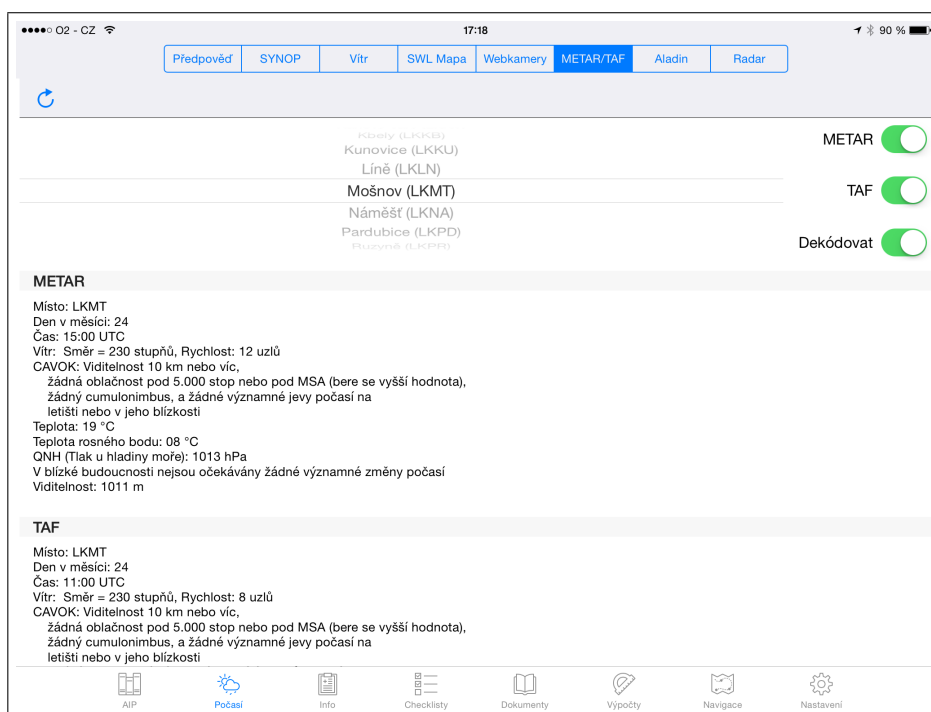 O2 - CZ 17:18 90 %
Předpověď SYNOP Vítr SWL Mapa Webkamery METAR/TAF Aladin Radar
Kbely (LKKB)
Kunovice (LKKU)
Líně (LKLN)
Mošnov (LKMT)
Náměšť (LKNA)
Pardubice (LKPD)
Ruzyně (LKPR)
METAR
TAF
Dekódovat
METAR
Místo: LKMT
Den v měsíci: 24
Čas: 15:00 UTC
Vítr: Směr = 230 stupňů, Rychlost: 12 uzlů
CAVOK: Viditelnost 10 km nebo víc,
žádná oblačnost pod 5.000 stop nebo pod MSA (bere se vyšší hodnota),
žádný cumulonimbus, a žádné významné jevy počasí na
letišti nebo v jeho blízkosti
Teplota: 19 °C
Teplota rosného bodu: 08 °C
QNH (Tlak u hladiny moře): 1013 hPa
V blízké budoucnosti nejsou očekávány žádné významné změny počasí
Viditelnost: 1011 m
TAF
Místo: LKMT
Den v měsíci: 24
Čas: 11:00 UTC
Vítr: Směr = 230 stupňů, Rychlost: 8 uzlů
CAVOK: Viditelnost 10 km nebo víc,
žádná oblačnost pod 5.000 stop nebo pod MSA (bere se vyšší hodnota),
žádný cumulonimbus, a žádné významné jevy počasí na
letišti nebo v jeho blízkosti
AIP Počasí Info Checklisty Dokumenty Výpočty Navigace Nastavení